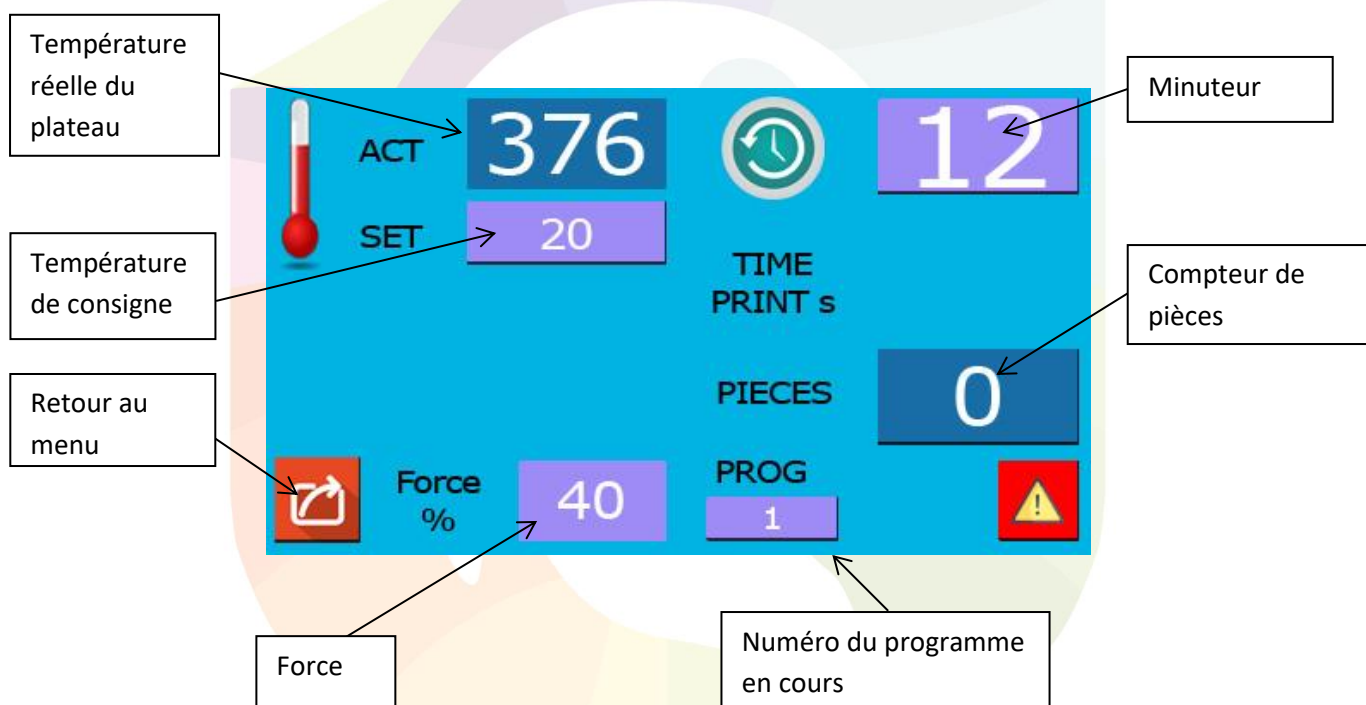 Température
réelle du
plateau
Minuteur
ACT
376
12
SET
20
Température
de consigne
TIME
PRINT s
Compteur de
pièces
PIECES
0
Retour au
menu
Force
%
40
PROG
1
!
Force
Numéro du programme
en cours